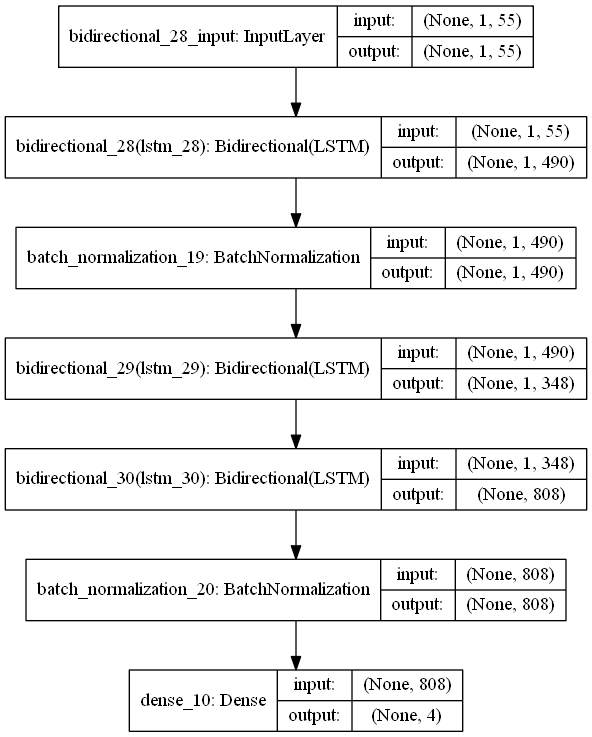 bidirectional_28_input: InputLayer
input: (None, 1, 55)
output: (None, 1, 55)
bidirectional_28(lstm_28): Bidirectional(LSTM)
input: (None, 1, 55)
output: (None, 1, 490)
batch_normalization_19: BatchNormalization
input: (None, 1, 490)
output: (None, 1, 490)
bidirectional_29(lstm_29): Bidirectional(LSTM)
input: (None, 1, 490)
output: (None, 1, 348)
bidirectional_30(lstm_30): Bidirectional(LSTM)
input: (None, 1, 348)
output: (None, 808)
batch_normalization_20: BatchNormalization
input: (None, 808)
output: (None, 808)
dense_10: Dense
input: (None, 808)
output: (None, 4)